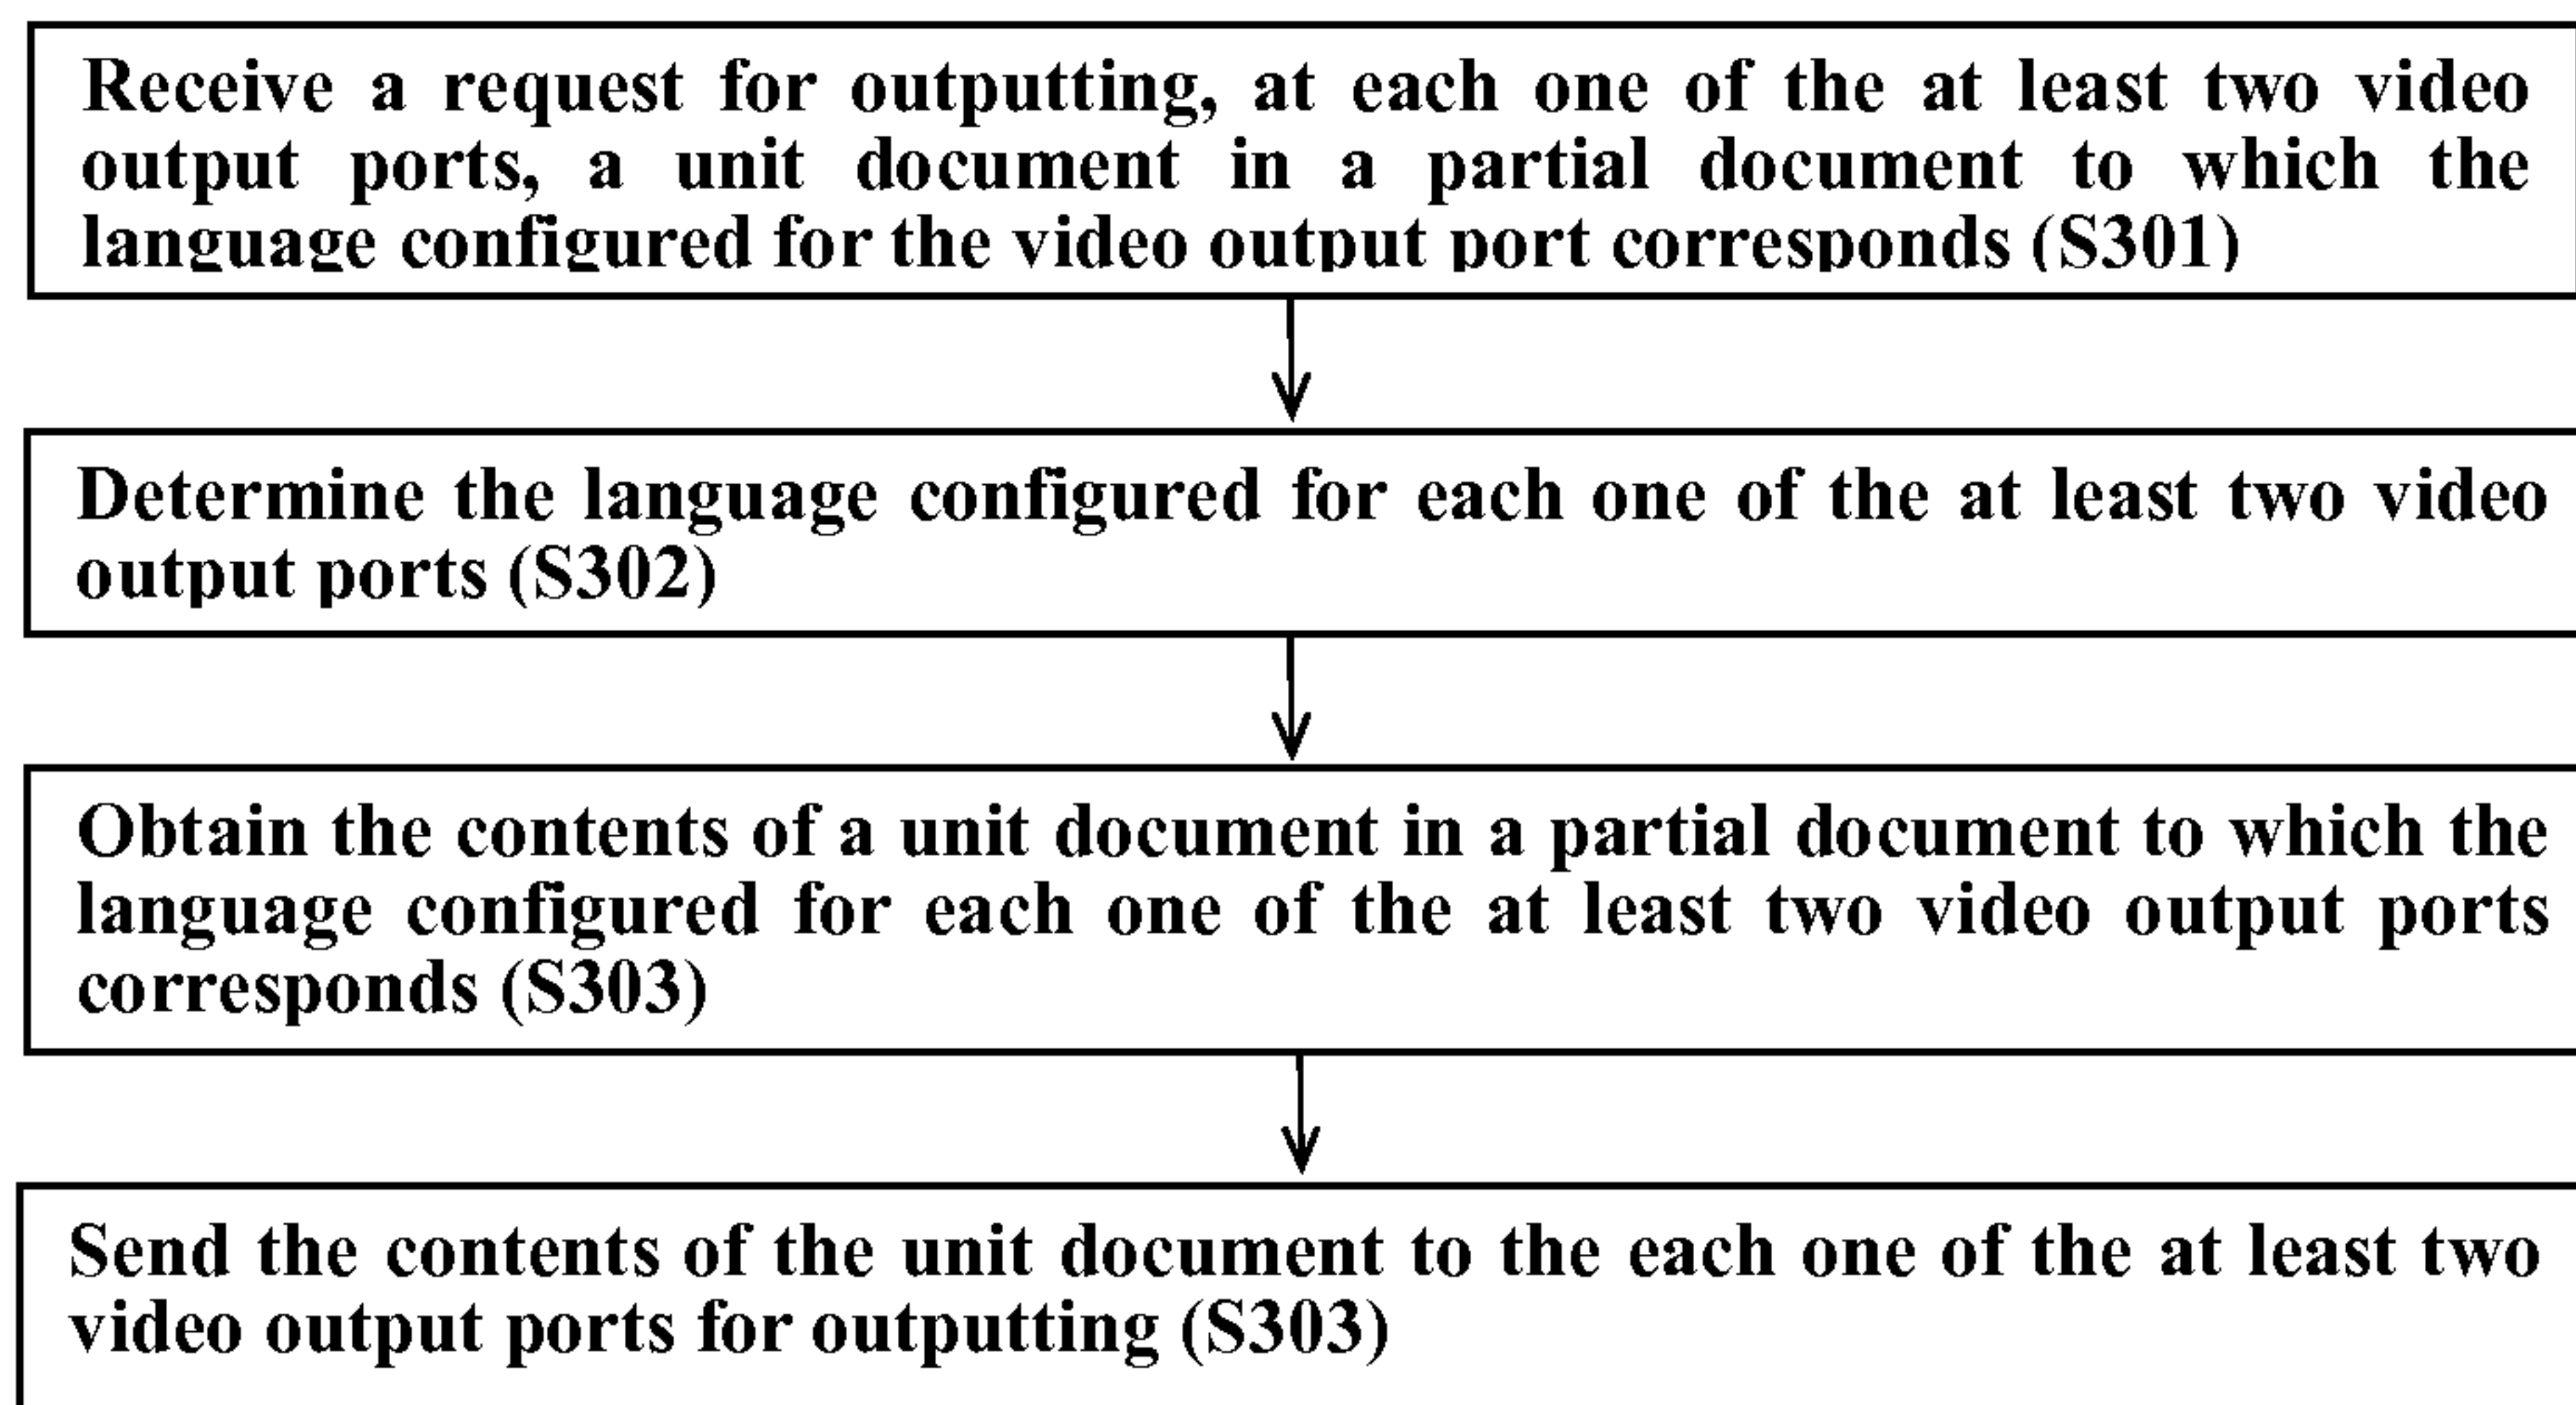 Receive a request for outputting, at each one of the at least two video
output ports, a unit document in a partial document to which the
language configured for the video output port corresponds (S301)
Determine the language configured for each one of the at least two video
output ports (S302)
Obtain the contents of a unit document in a partial document to which the
language configured for each one of the at least two video output ports
corresponds (S303)
Send the contents of the unit document to the each one of the at least two
video output ports for outputting (S303)